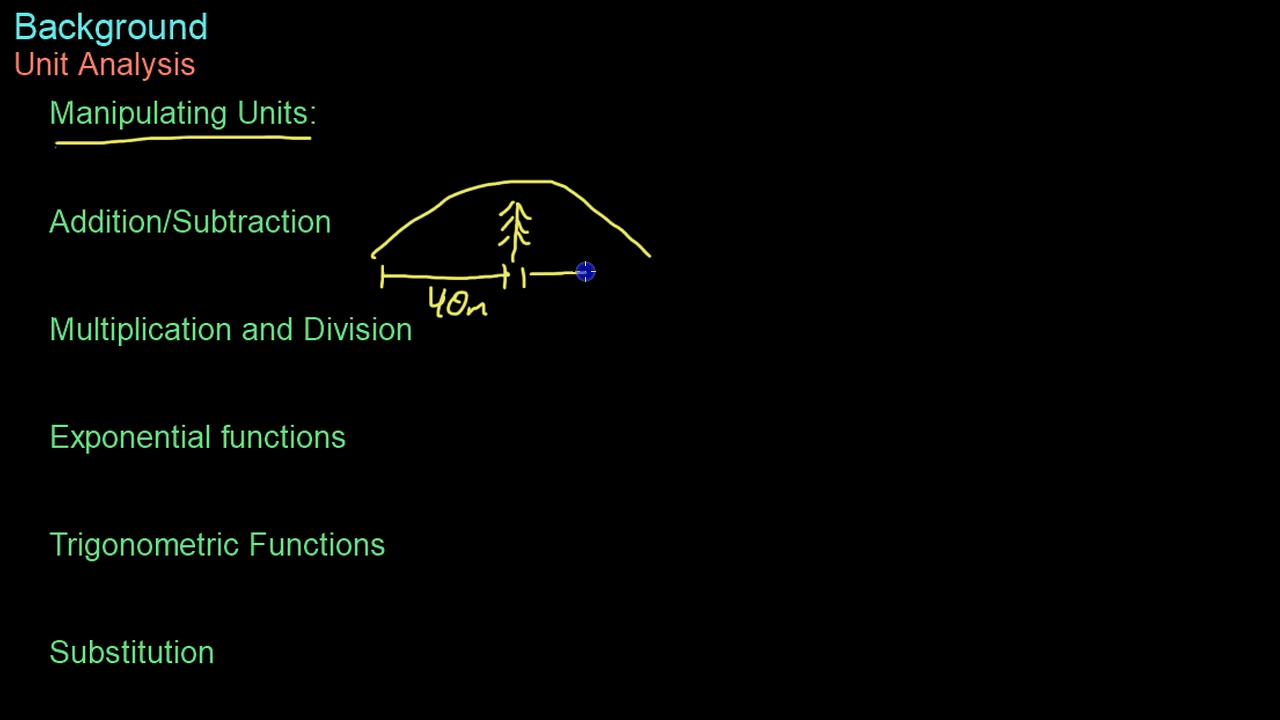 Background
Unit Analysis
Manipulating Units:
Addition/Subtraction
40m
Multiplication and Division
Exponential functions
Trigonometric Functions
Substitution